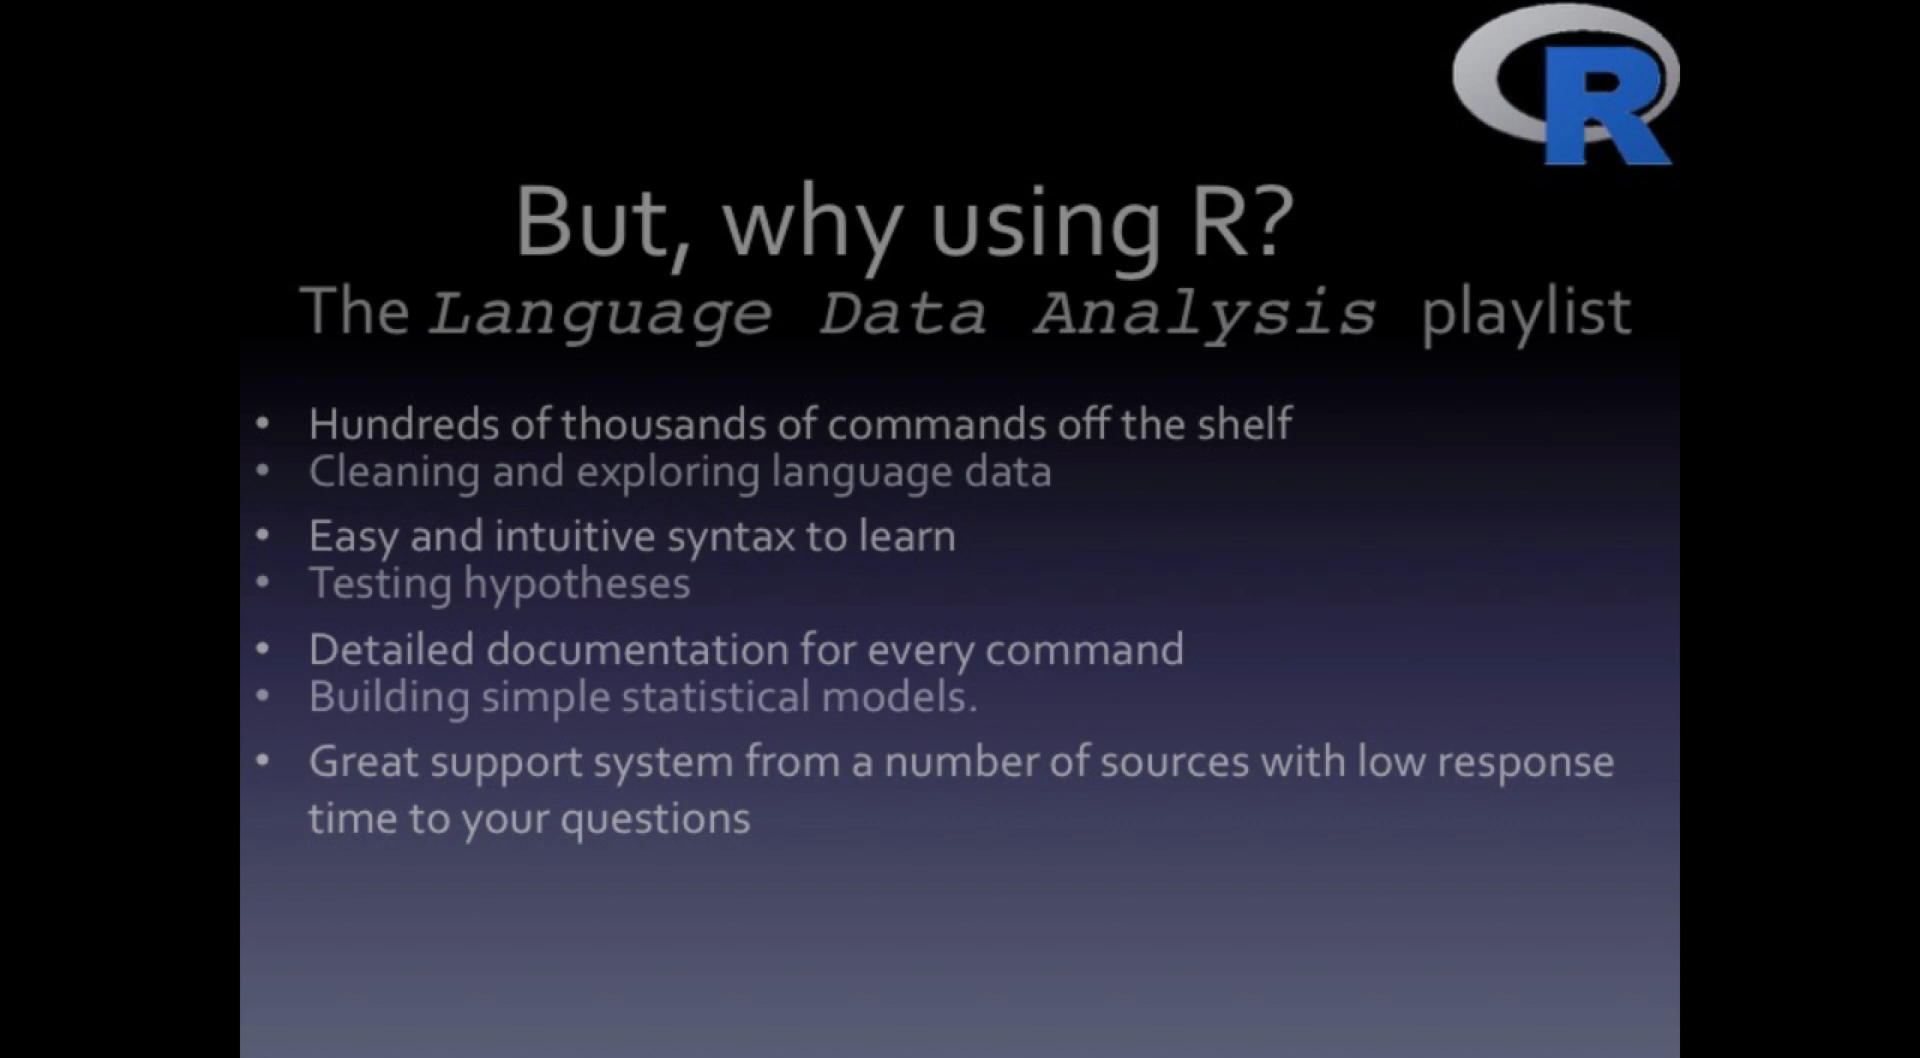 R
But, why using R?
The Language Data Analysis playlist
• Hundreds of thousands of commands off the shelf
• Cleaning and exploring language data
• Easy and intuitive syntax to learn
• Testing hypotheses
• Detailed documentation for every command
• Building simple statistical models.
• Great support system from a number of sources with low response
time to your questions